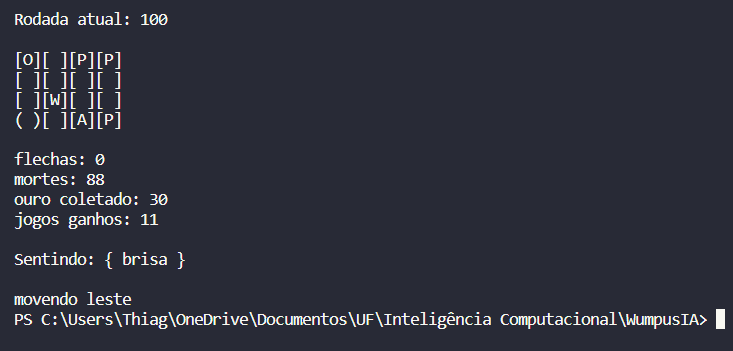 Rodada atual: 100
[O][ ][P][P]
[ ][ ][ ][ ]
[ ][W][ ][ ]
( )[ ][A][P]
flechas: 0
mortes: 88
ouro coletado: 30
jogos ganhos: 11
Sentindo: { brisa }
movendo leste
PS C:\Users\Thiag\OneDrive\Documentos\UF\Inteligência Computacional\WumpusIA>